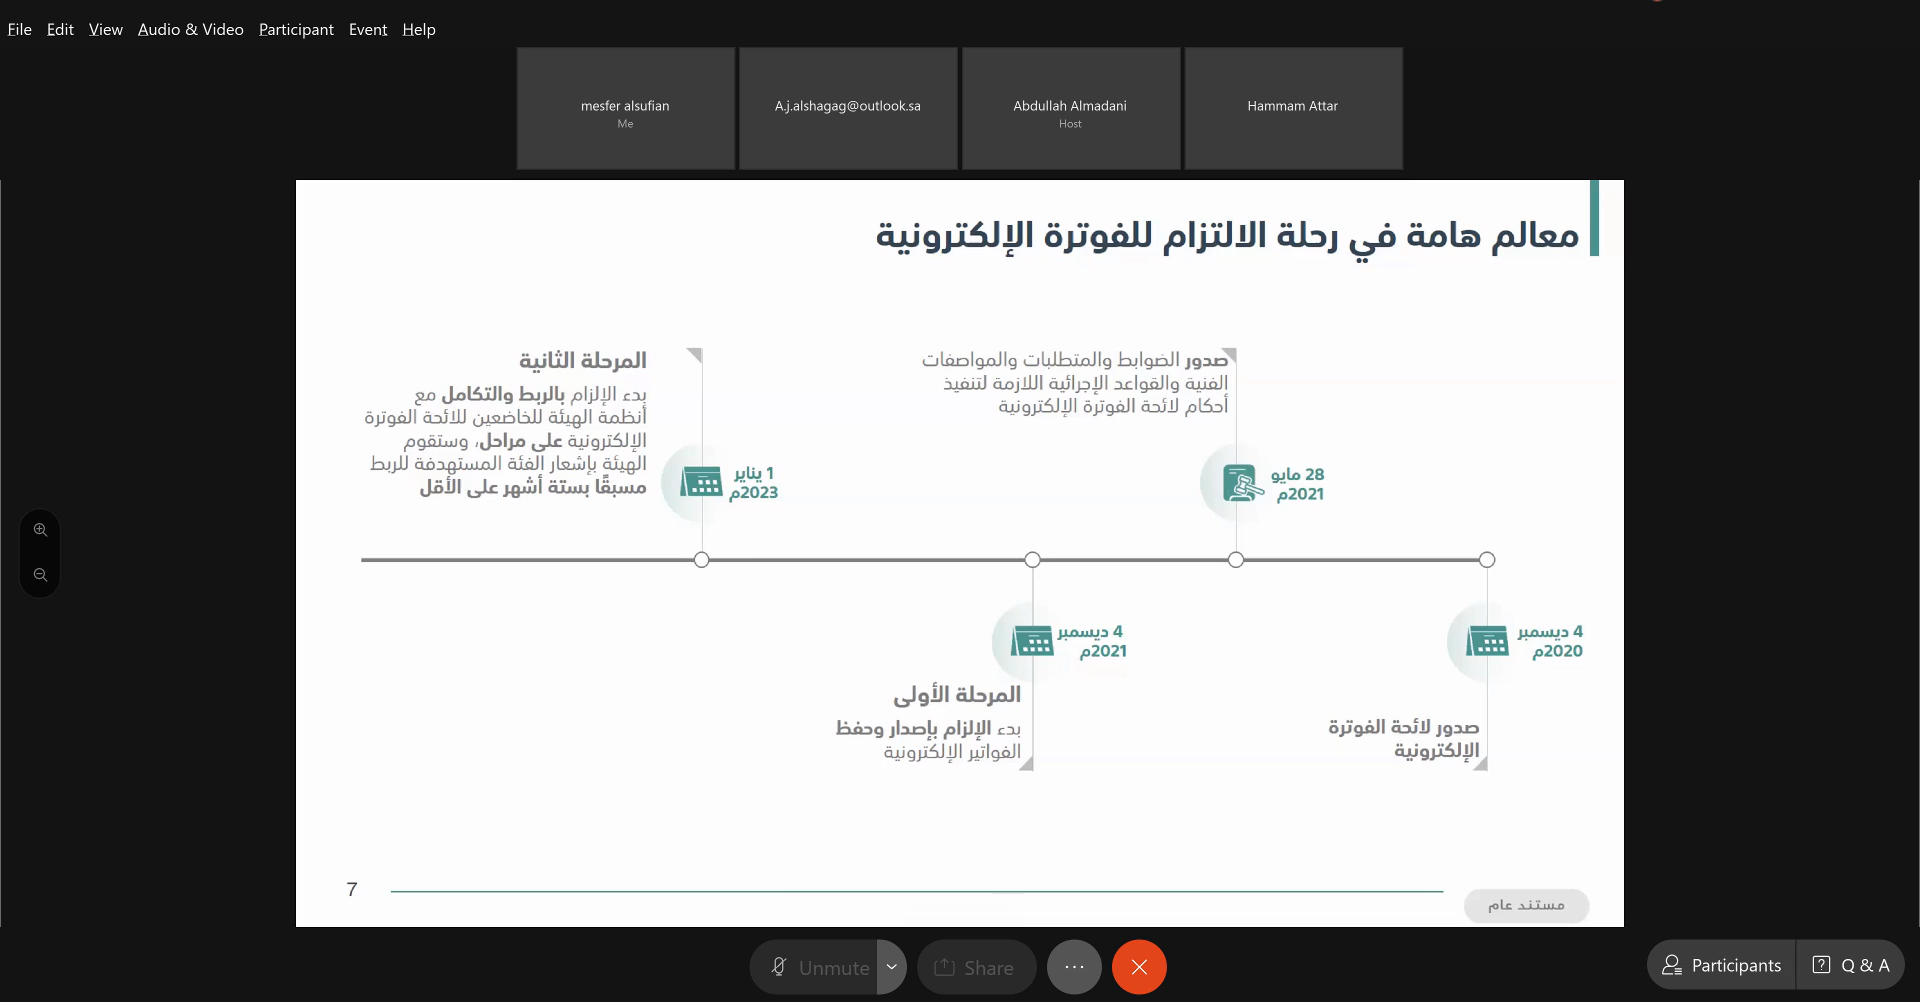 File Edit View Audio & Video Participant Event Help
mesfer alsufian
Me
A.j.alshagag@outlook.sa
Abdullah Almadani
Host
Hammam Attar
معالم هامة في رحلة الالتزام للفوترة الإلكترونية
4 ديسمبر
2020م
صدور لائحة الفوترة
الإلكترونية
صدور الضوابط والمتطلبات والمواصفات
الفنية والقواعد الإجرائية اللازمة لتنفيذ
أحكام لائحة الفوترة الإلكترونية
28 مايو
2021م
4 ديسمبر
2021م
المرحلة الأولى
بدء الإلزام بإصدار وحفظ
الفواتير الإلكترونية
المرحلة الثانية
بدء الإلزام بالربط والتكامل مع
أنظمة الهيئة للخاضعين للائحة الفوترة
الإلكترونية على مراحل، وستقوم
الهيئة بإشعار الفئة المستهدفة للربط
مسبقًا بستة أشهر على الأقل
1 يناير
2023م
7
مستند عام
Unmute
Share
Participants
Q & A